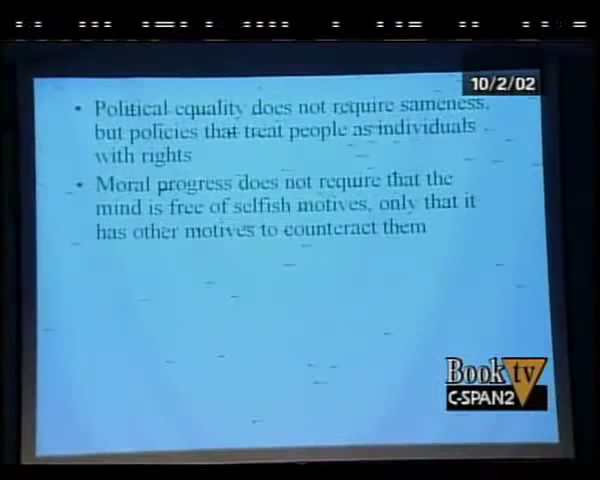 10/2/02
• Political equality does not require sameness,
but policies that treat people as individuals
with rights
• Moral progress does not require that the
mind is free of selfish motives, only that it
has other motives to counteract them
Book tv
C-SPAN2